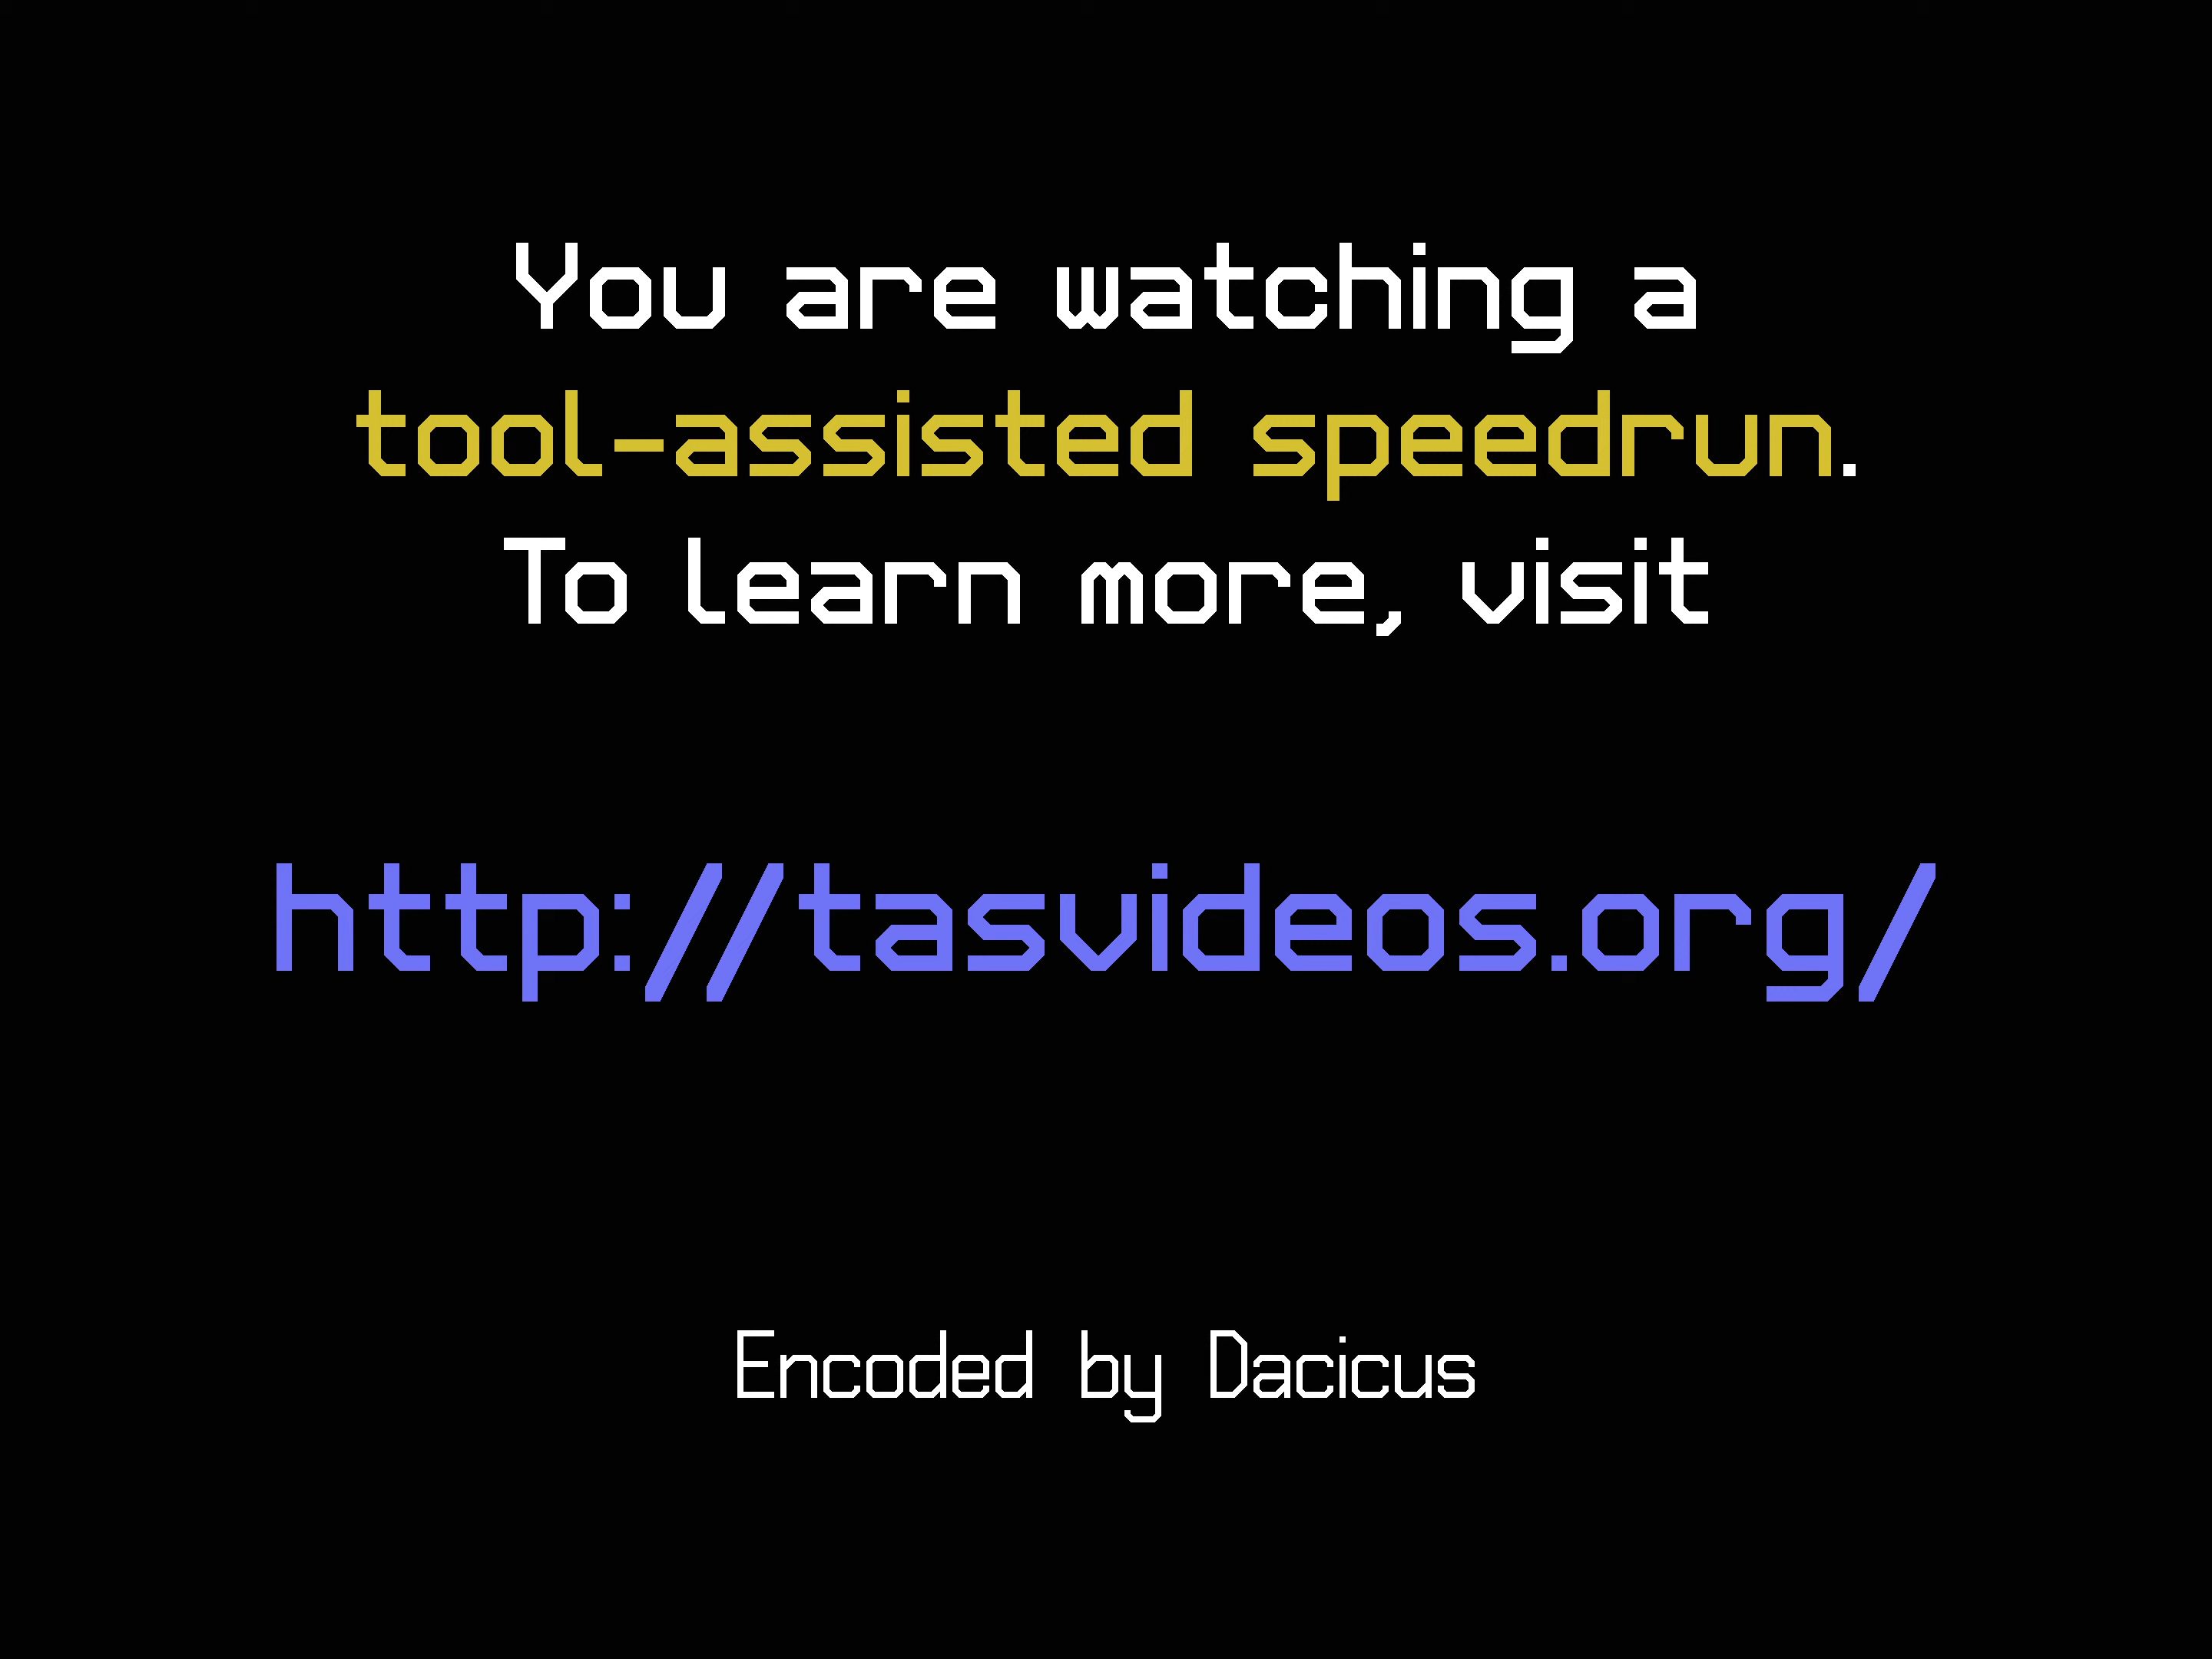 You are watching a
tool-assisted speedrun.
To learn more, visit
http://tasvideos.org/
Encoded by Dacicus